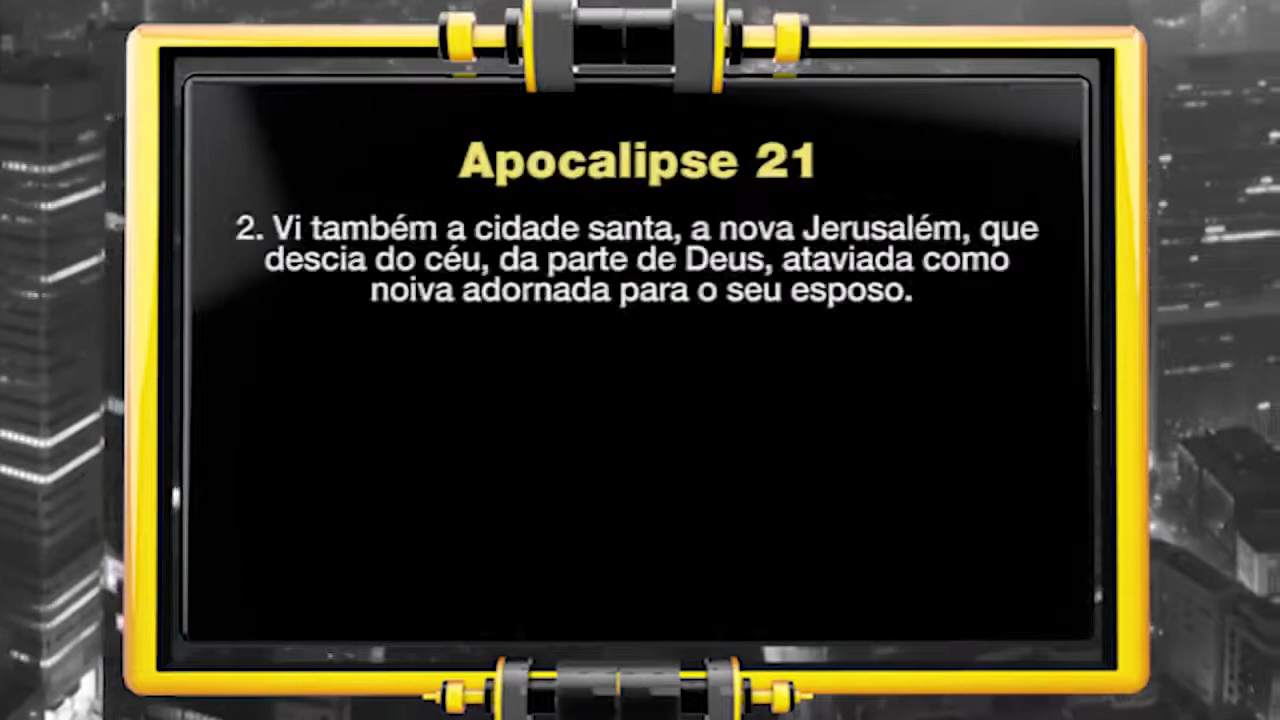 Apocalipse 21
2. Vi também a cidade santa, a nova Jerusalém, que
descia do céu, da parte de Deus, ataviada como
noiva adornada para o seu esposo.